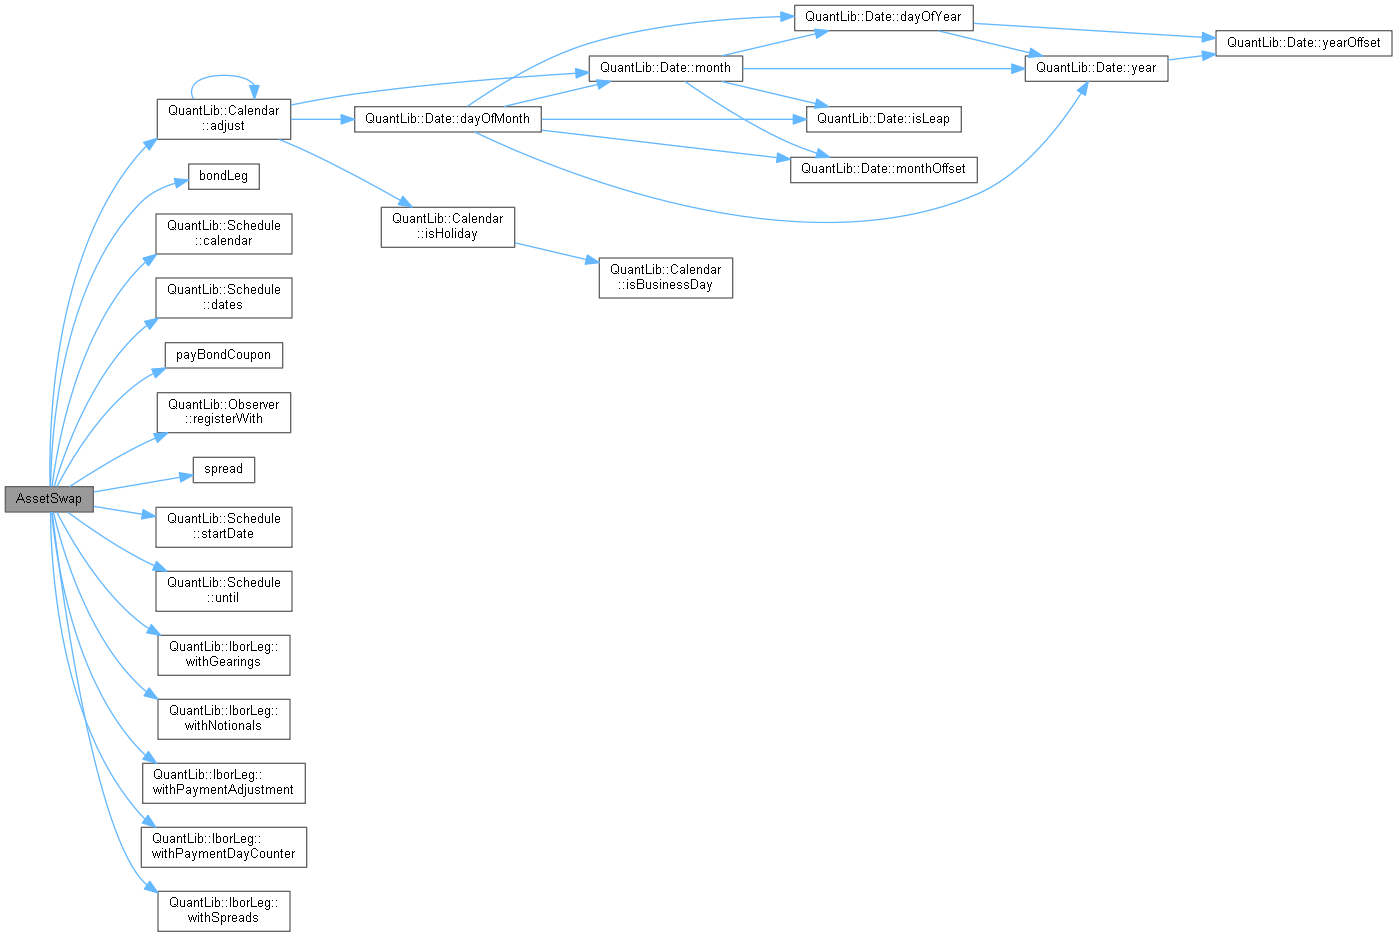 QuantLib::Date::dayOfYear
QuantLib::Date::yearOffset
QuantLib::Date::month
QuantLib::Date::year
QuantLib::Calendar
::adjust
QuantLib::Date::dayOfMonth
QuantLib::Date::isLeap
QuantLib::Date::monthOffset
bondLeg
QuantLib::Calendar
::isHoliday
QuantLib::Schedule
::calendar
QuantLib::Calendar
::isBusinessDay
QuantLib::Schedule
::dates
payBondCoupon
QuantLib::Observer
::registerWith
spread
AssetSwap
QuantLib::Schedule
::startDate
QuantLib::Schedule
::until
QuantLib::IborLeg::
withGearings
QuantLib::IborLeg::
withNotionals
QuantLib::IborLeg::
withPaymentAdjustment
QuantLib::IborLeg::
withPaymentDayCounter
QuantLib::IborLeg::
withSpreads